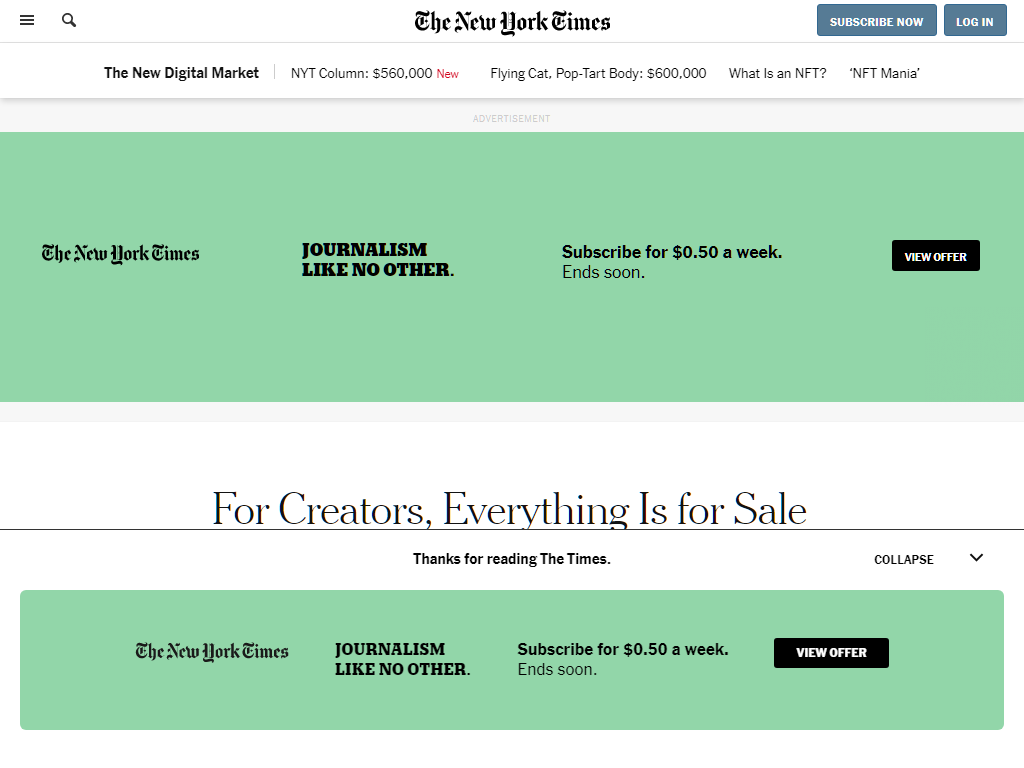 The New York Times
SUBSCRIBE NOW
LOG IN
The New Digital Market
NYT Column: $560,000 New
Flying Cat, Pop-Tart Body: $600,000
What Is an NFT?
‘NFT Mania’
ADVERTISEMENT
The New York Times
JOURNALISM
LIKE NO OTHER.
Subscribe for $0.50 a week.
Ends soon.
VIEW OFFER
For Creators, Everything Is for Sale
Thanks for reading The Times.
COLLAPSE
The New York Times
JOURNALISM
LIKE NO OTHER.
Subscribe for $0.50 a week.
Ends soon.
VIEW OFFER